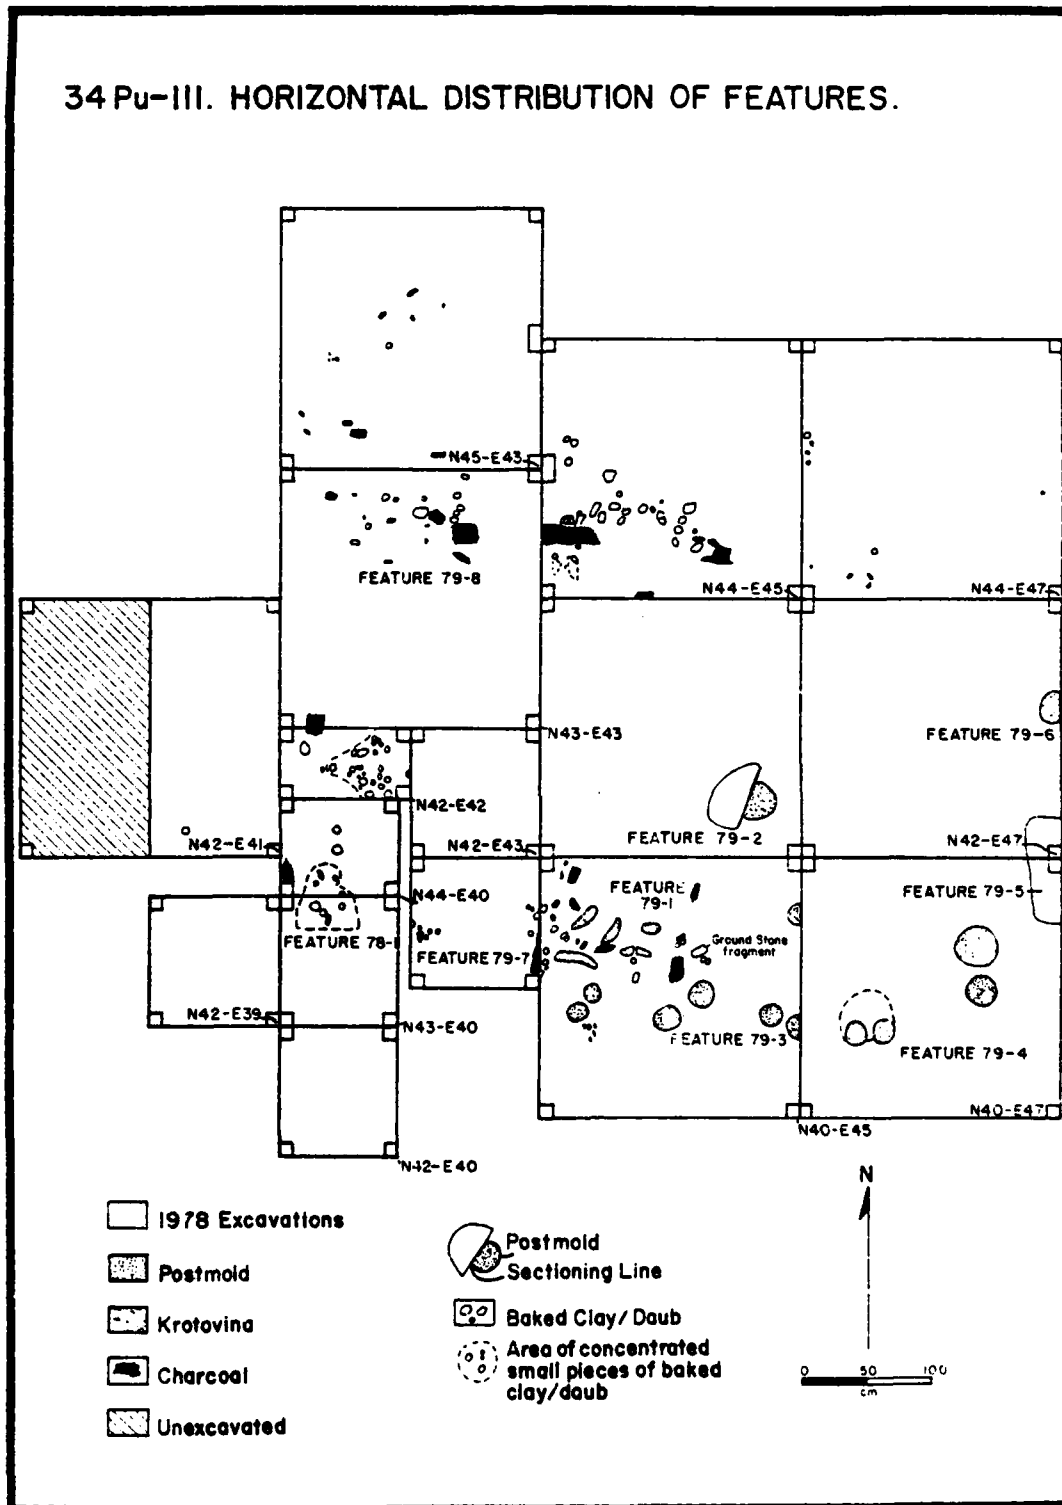 34 Pu-III. HORIZONTAL DISTRIBUTION OF FEATURES.
N45-E43
FEATURE 79-8
N44-E45
N44-E47
N43-E43
FEATURE 79-6
N42-E42
FEATURE 79-2
N42-E41
N42-E43
N42-E47
FEATURE
79-1
FEATURE 79-5
N44-E40
FEATURE 78-1
FEATURE 79-7
Ground Stone
fragment
N42-E39
N43-E40
FEATURE 79-3
FEATURE 79-4
N40-E47
N40-E45
N42-E40
N
1978 Excavations
Postmold
Krotovina
Charcoal
Unexcavated
Postmold
Sectioning Line
Baked Clay/Daub
Area of concentrated
small pieces of baked
clay/daub
0 50 100
cm